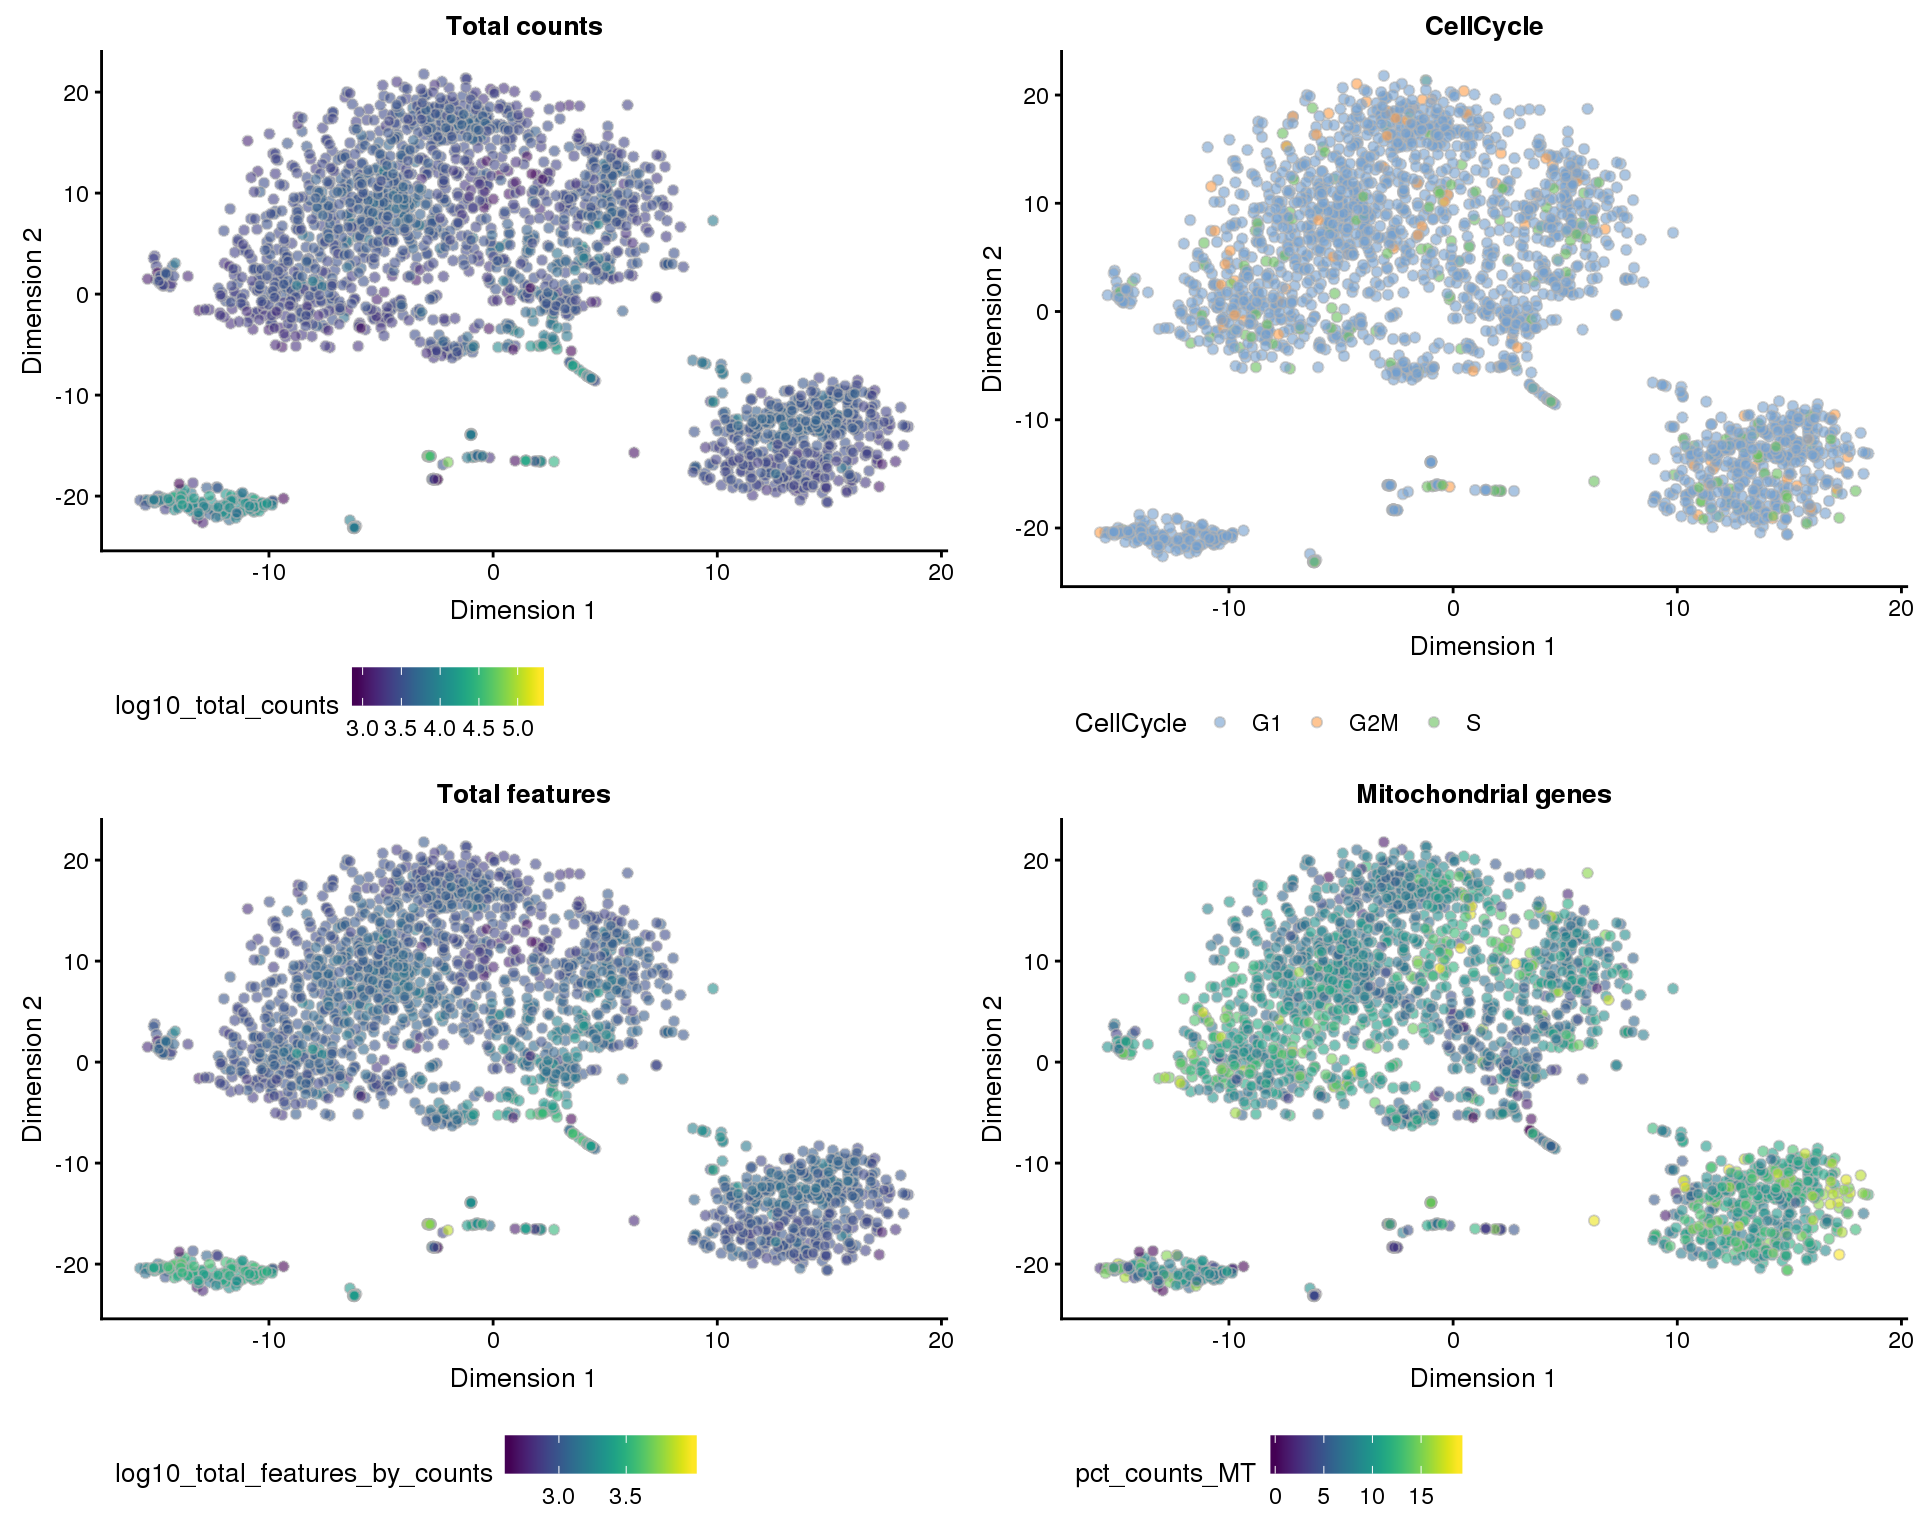 Total counts
Dimension 2
20
10
0
-10
-20
-10 0 10 20
Dimension 1
log10_total_counts
3.0 3.5 4.0 4.5 5.0
CellCycle
Dimension 2
20
10
0
-10
-20
-10 0 10 20
Dimension 1
CellCycle G1 G2M S
Total features
Dimension 2
20
10
0
-10
-20
-10 0 10 20
Dimension 1
log10_total_features_by_counts
3.0 3.5
Mitochondrial genes
Dimension 2
20
10
0
-10
-20
-10 0 10 20
Dimension 1
pct_counts_MT
0 5 10 15